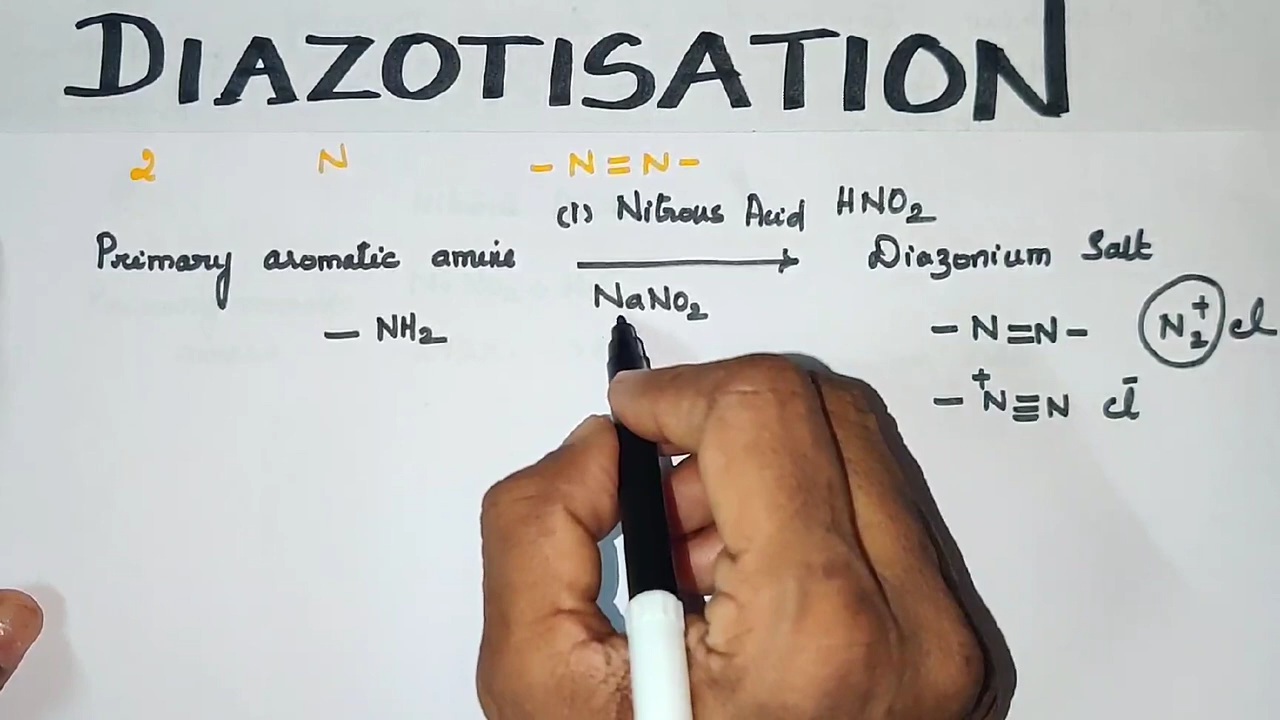 DIAZOTISATION
2 N -N=N-
(1) Nitrous Acid HNO2
Primary aromatic amine Diazonium Salt
NaNO2
- NH2 - N=N- N2+ Cl
- +N≡N Cl-